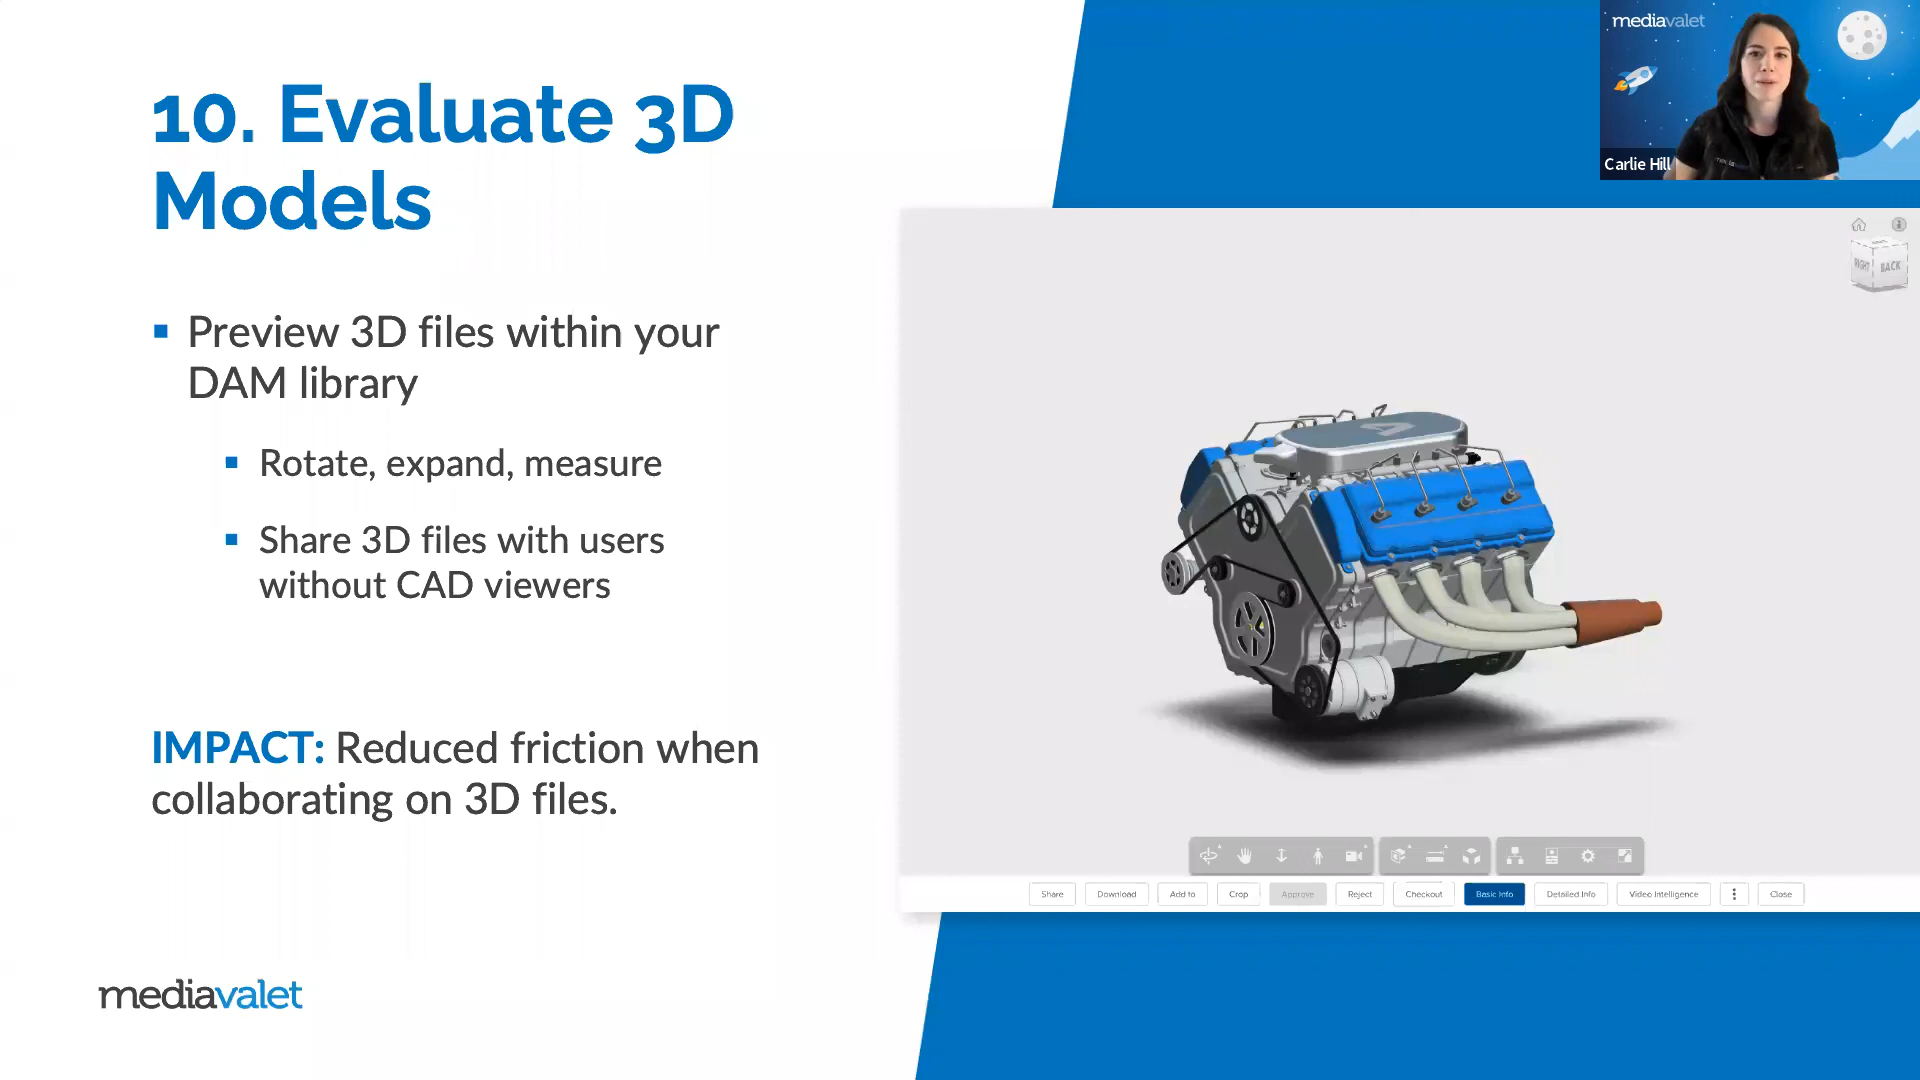 10. Evaluate 3D
Models
▪ Preview 3D files within your
DAM library
▪ Rotate, expand, measure
▪ Share 3D files with users
without CAD viewers
IMPACT: Reduced friction when
collaborating on 3D files.
mediavalet
mediavalet
Carlie Hill
RIGHT BACK
Share Download Add to Crop Approve Reject Checkout Basic Info Detailed Info Video Intelligence Close